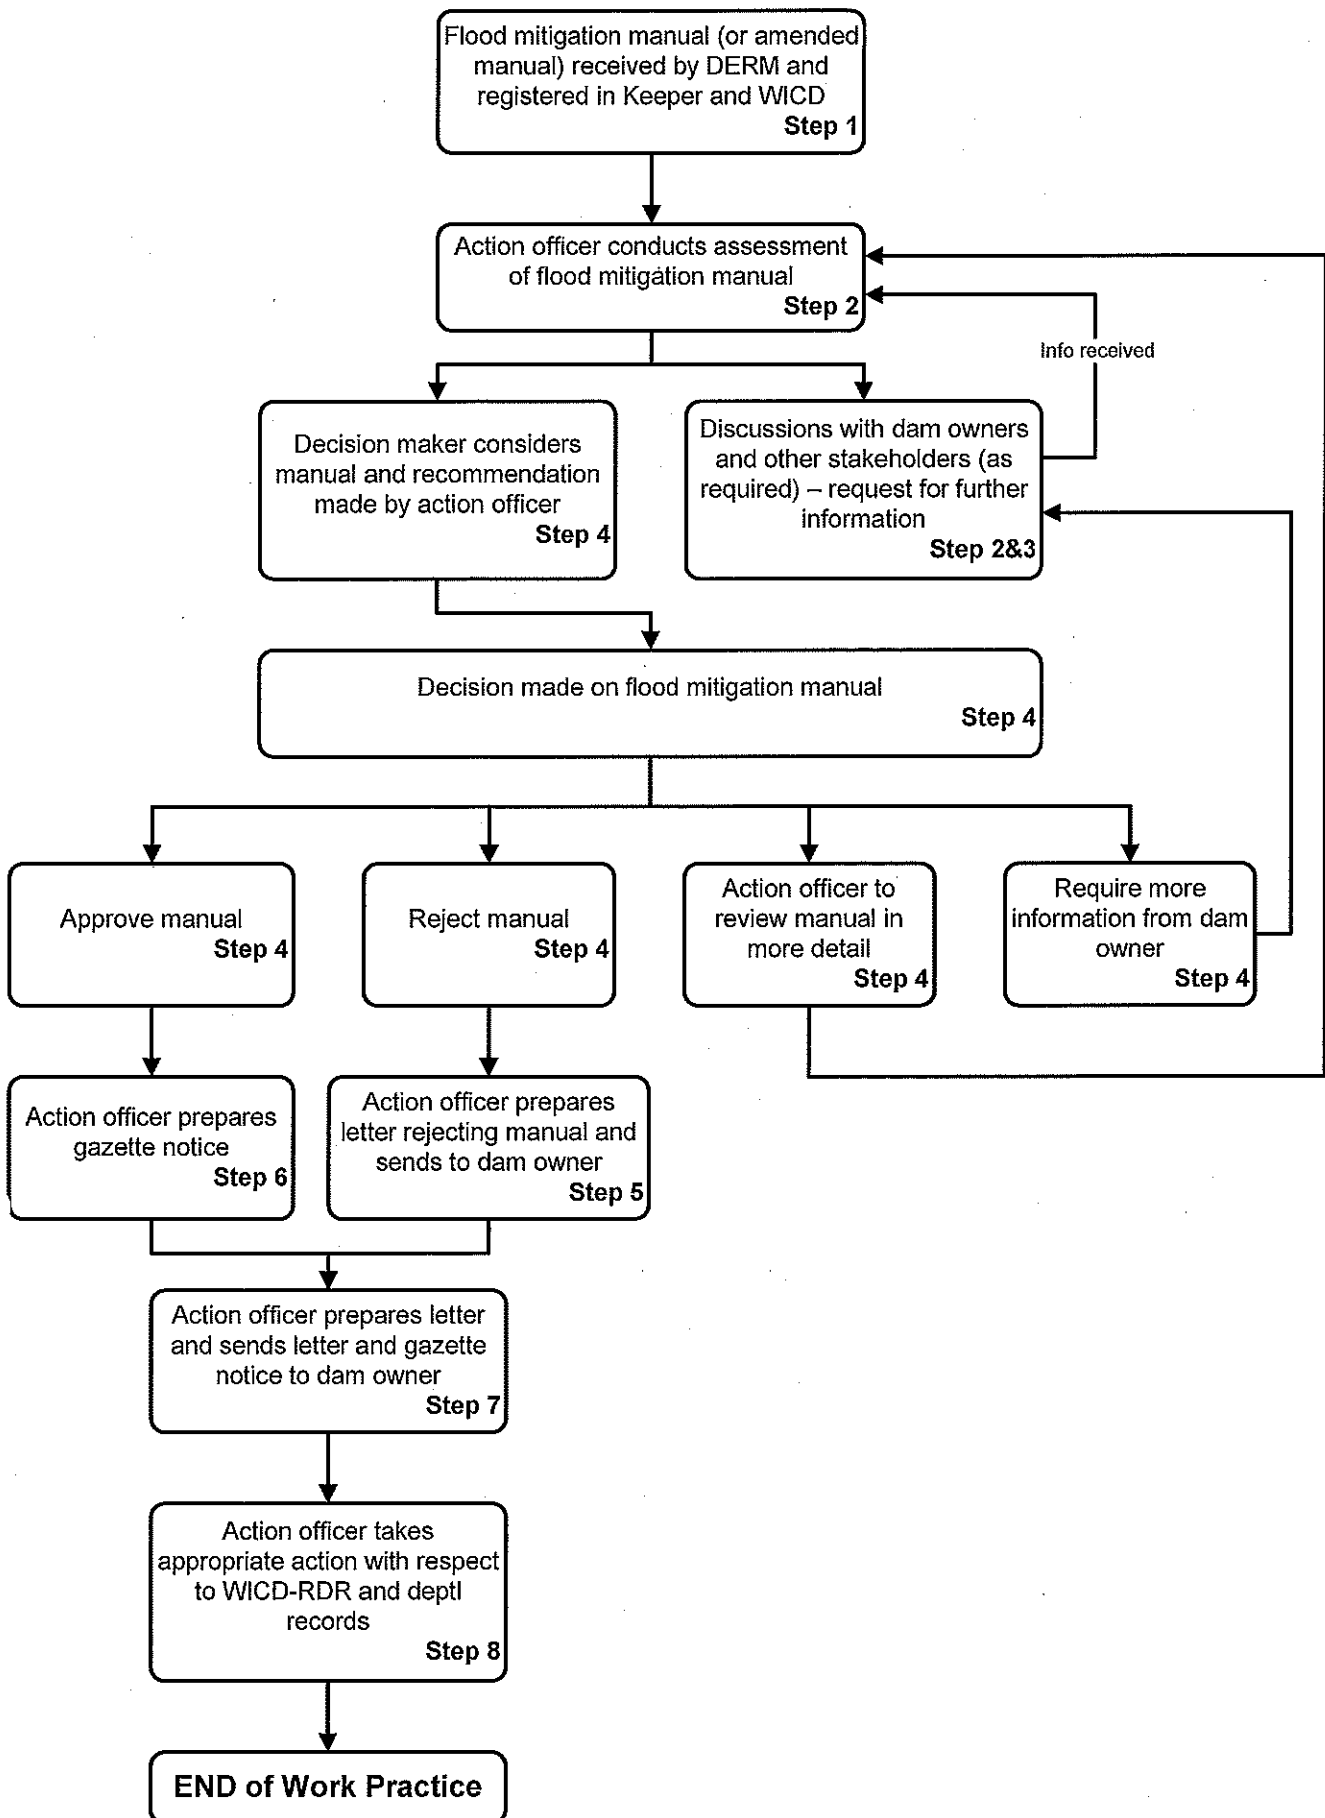 Flood mitigation manual (or amended
manual) received by DERM and
registered in Keeper and WICD
Step 1
Action officer conducts assessment
of flood mitigation manual
Step 2
Info received
Decision maker considers
manual and recommendation
made by action officer
Step 4
Discussions with dam owners
and other stakeholders (as
required) – request for further
information
Step 2&3
Decision made on flood mitigation manual
Step 4
Approve manual
Step 4
Reject manual
Step 4
Action officer to
review manual in
more detail
Step 4
Require more
information from dam
owner
Step 4
Action officer prepares
gazette notice
Step 6
Action officer prepares
letter rejecting manual and
sends to dam owner
Step 5
Action officer prepares letter
and sends letter and gazette
notice to dam owner
Step 7
Action officer takes
appropriate action with respect
to WICD-RDR and deptl
records
Step 8
END of Work Practice